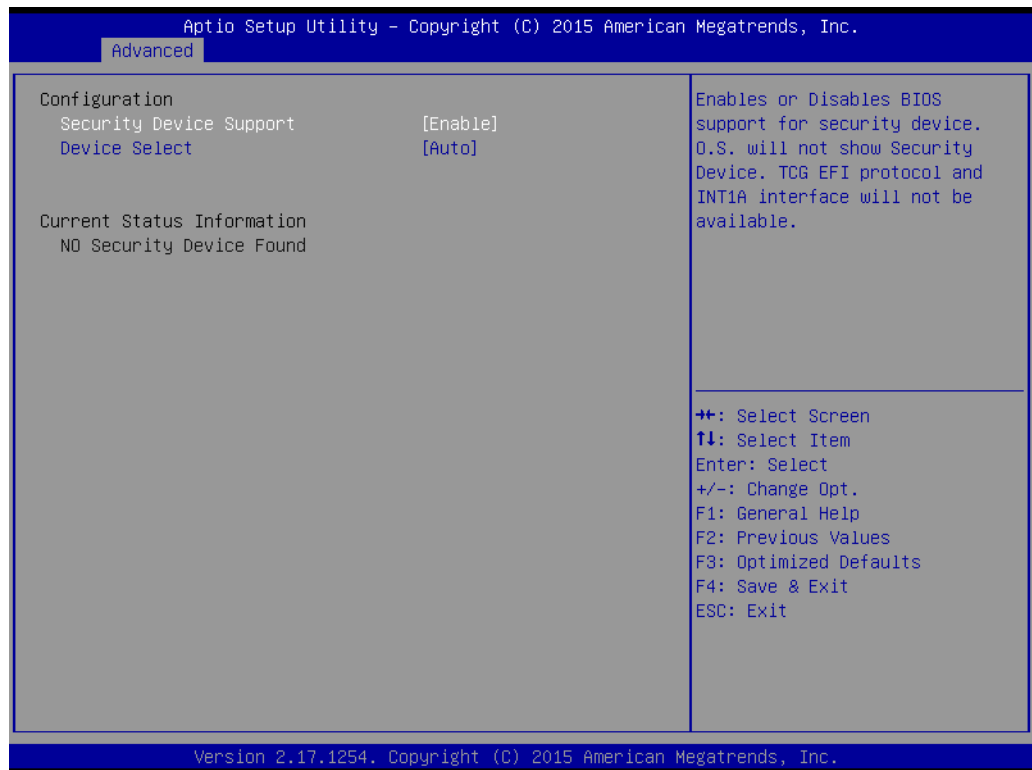 Aptio Setup Utility – Copyright (C) 2015 American Megatrends, Inc.
Advanced
Configuration
Security Device Support [Enable]
Device Select [Auto]
Current Status Information
NO Security Device Found
Enables or Disables BIOS
support for security device.
O.S. will not show Security
Device. TCG EFI protocol and
INT1A interface will not be
available.
→←: Select Screen
↑↓: Select Item
Enter: Select
+/-: Change Opt.
F1: General Help
F2: Previous Values
F3: Optimized Defaults
F4: Save & Exit
ESC: Exit
Version 2.17.1254. Copyright (C) 2015 American Megatrends, Inc.